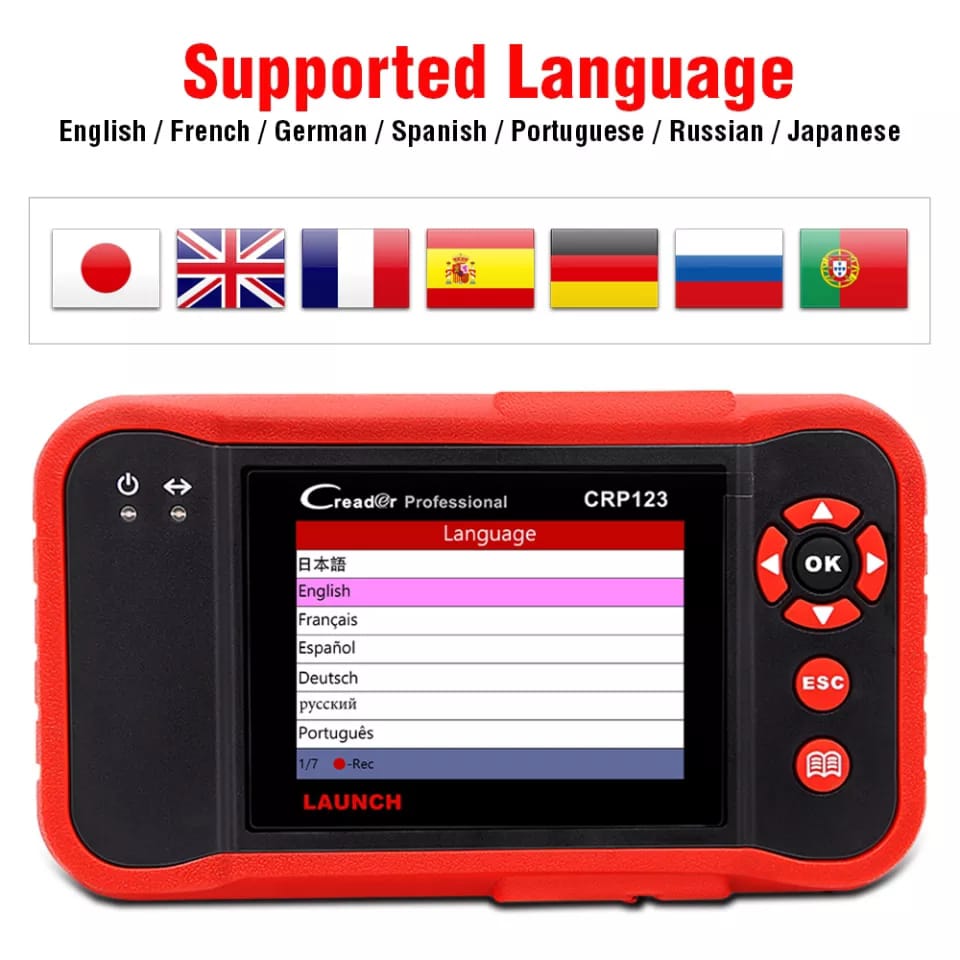 Supported Language
English / French / German / Spanish / Portuguese / Russian / Japanese
Creader Professional CRP123
Language
日本語
English
Français
Español
Deutsch
русский
Português
1/7 -Rec
LAUNCH
OK
ESC